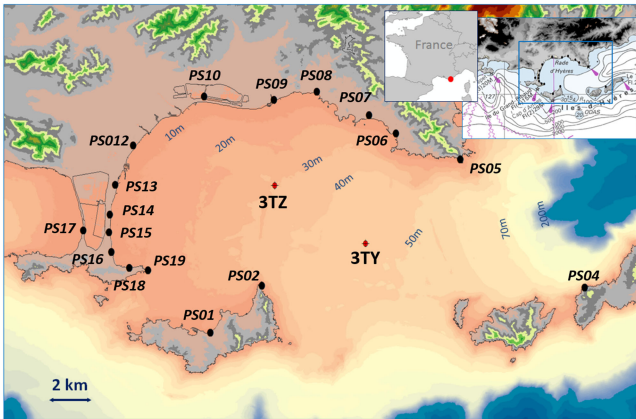 France
Rade
d'Hyères
PS10
PS09
PS08
PS07
PS06
PS05
10m
20m
30m
40m
50m
70m
200m
PS012
PS13
PS14
PS15
PS17
PS16
PS18
PS19
3TZ
3TY
PS02
PS01
PS04
2 km